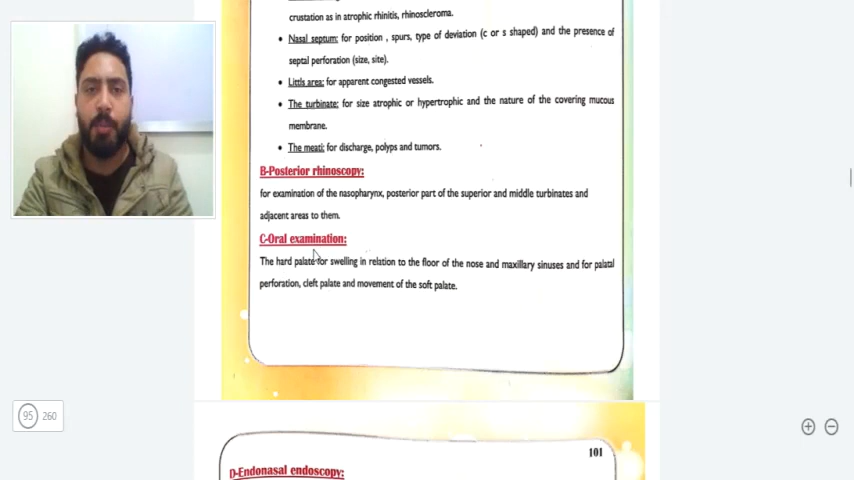 crustation as in atrophic rhinitis, rhinoscleroma.
• Nasal septum: for position , spurs, type of deviation (c or s shaped) and the presence of
septal perforation (size, site).
• Littls area: for apparent congested vessels.
• The turbinate: for size atrophic or hypertrophic and the nature of the covering mucous
membrane.
• The meati: for discharge, polyps and tumors.
B-Posterior rhinoscopy:
for examination of the nasopharynx, posterior part of the superior and middle turbinates and
adjacent areas to them.
C-Oral examination:
The hard palate for swelling in relation to the floor of the nose and maxillary sinuses and for palatal
perforation, cleft palate and movement of the soft palate.
95 260
101
D-Endonasal endoscopy: